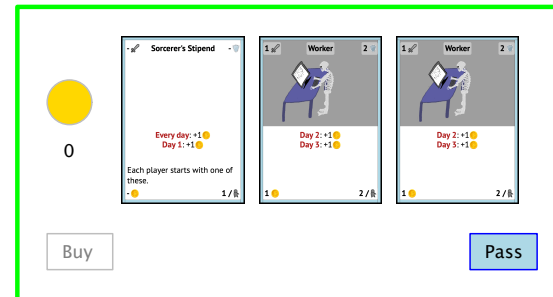 - Sorcerer's Stipend -
Every day: +1
Day 1: +1
Each player starts with one of
these.
- 1 /
1 Worker 2
Day 2: +1
Day 3: +1
1 2 /
1 Worker 2
Day 2: +1
Day 3: +1
1 2 /
0
Buy
Pass